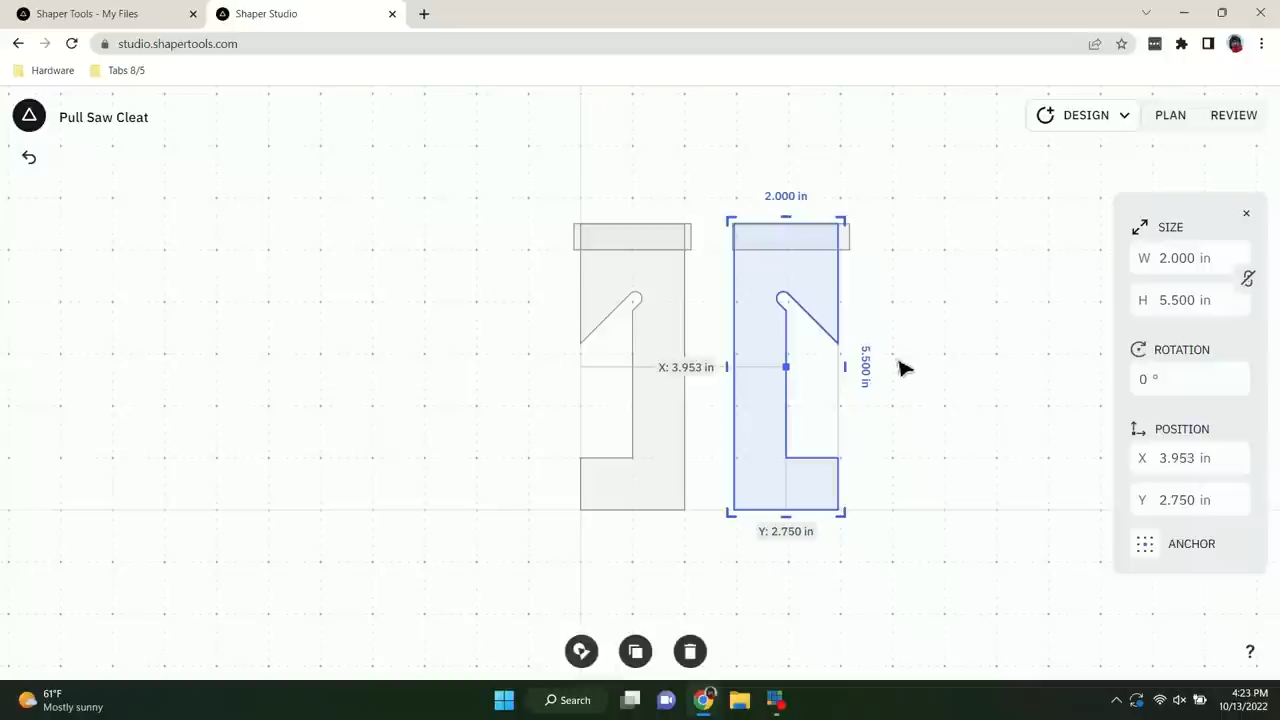 Shaper Tools - My Files
Shaper Studio
studio.shapertools.com
Hardware
Tabs 8/5
Pull Saw Cleat
DESIGN
PLAN
REVIEW
2.000 in
SIZE
W 2.000 in
H 5.500 in
ROTATION
0 °
X: 3.953 in
5.500 in
POSITION
X 3.953 in
Y 2.750 in
Y: 2.750 in
ANCHOR
?
61°F
Mostly sunny
Search
4:23 PM
10/13/2022